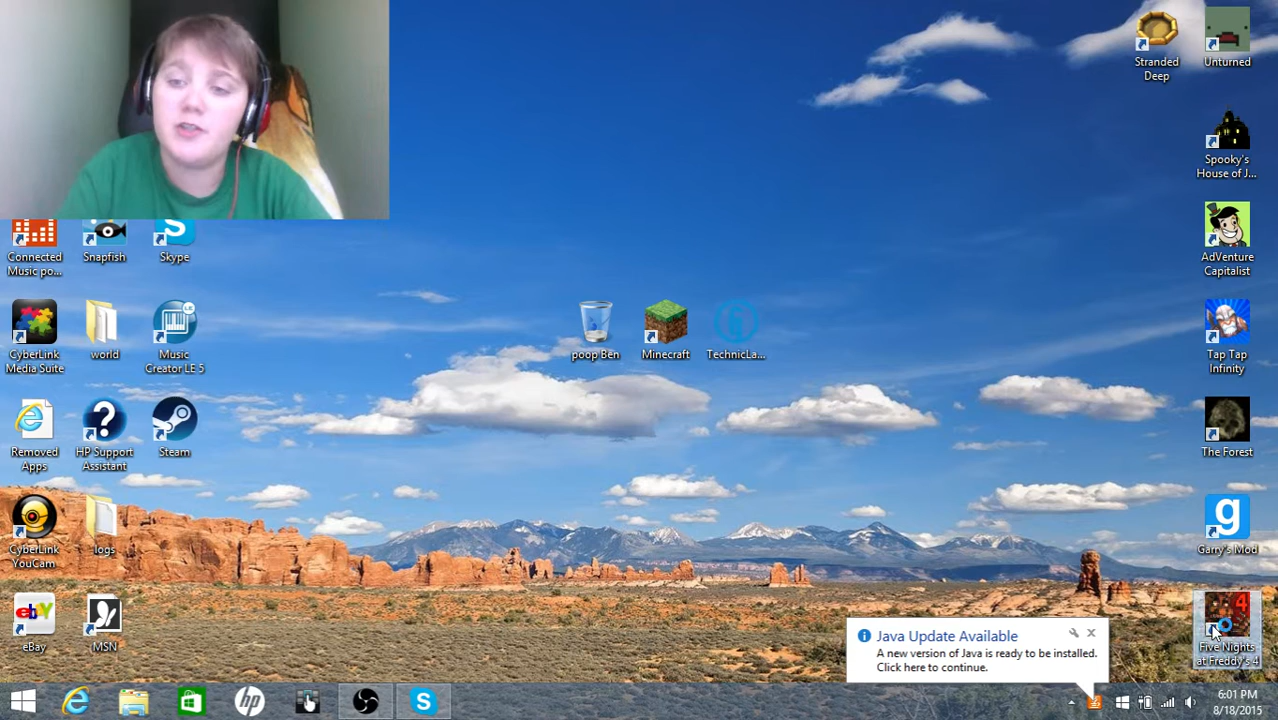 Stranded
Deep
Unturned
Spooky's
House of J...
Connected
Music po...
Snapfish
Skype
AdVenture
Capitalist
CyberLink
Media Suite
world
Music
Creator LE 5
poop Ben
Minecraft
TechnicLa...
Tap Tap
Infinity
Removed
Apps
HP Support
Assistant
Steam
The Forest
CyberLink
YouCam
logs
Garry's Mod
ebay
eBay
MSN
4
Five Nights
at Freddy's 4
Java Update Available
A new version of Java is ready to be installed.
Click here to continue.
6:01 PM
8/18/2015